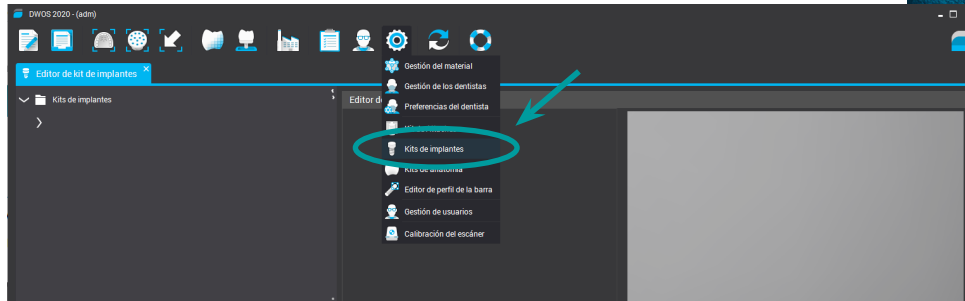 DWOS 2020 - (adm)
Editor de kit de implantes
Kits de implantes
Editor d
Gestión del material
Gestión de los dentistas
Preferencias del dentista
Kits de implantes
Kits de anatomía
Editor de perfil de la barra
Gestión de usuarios
Calibración del escáner